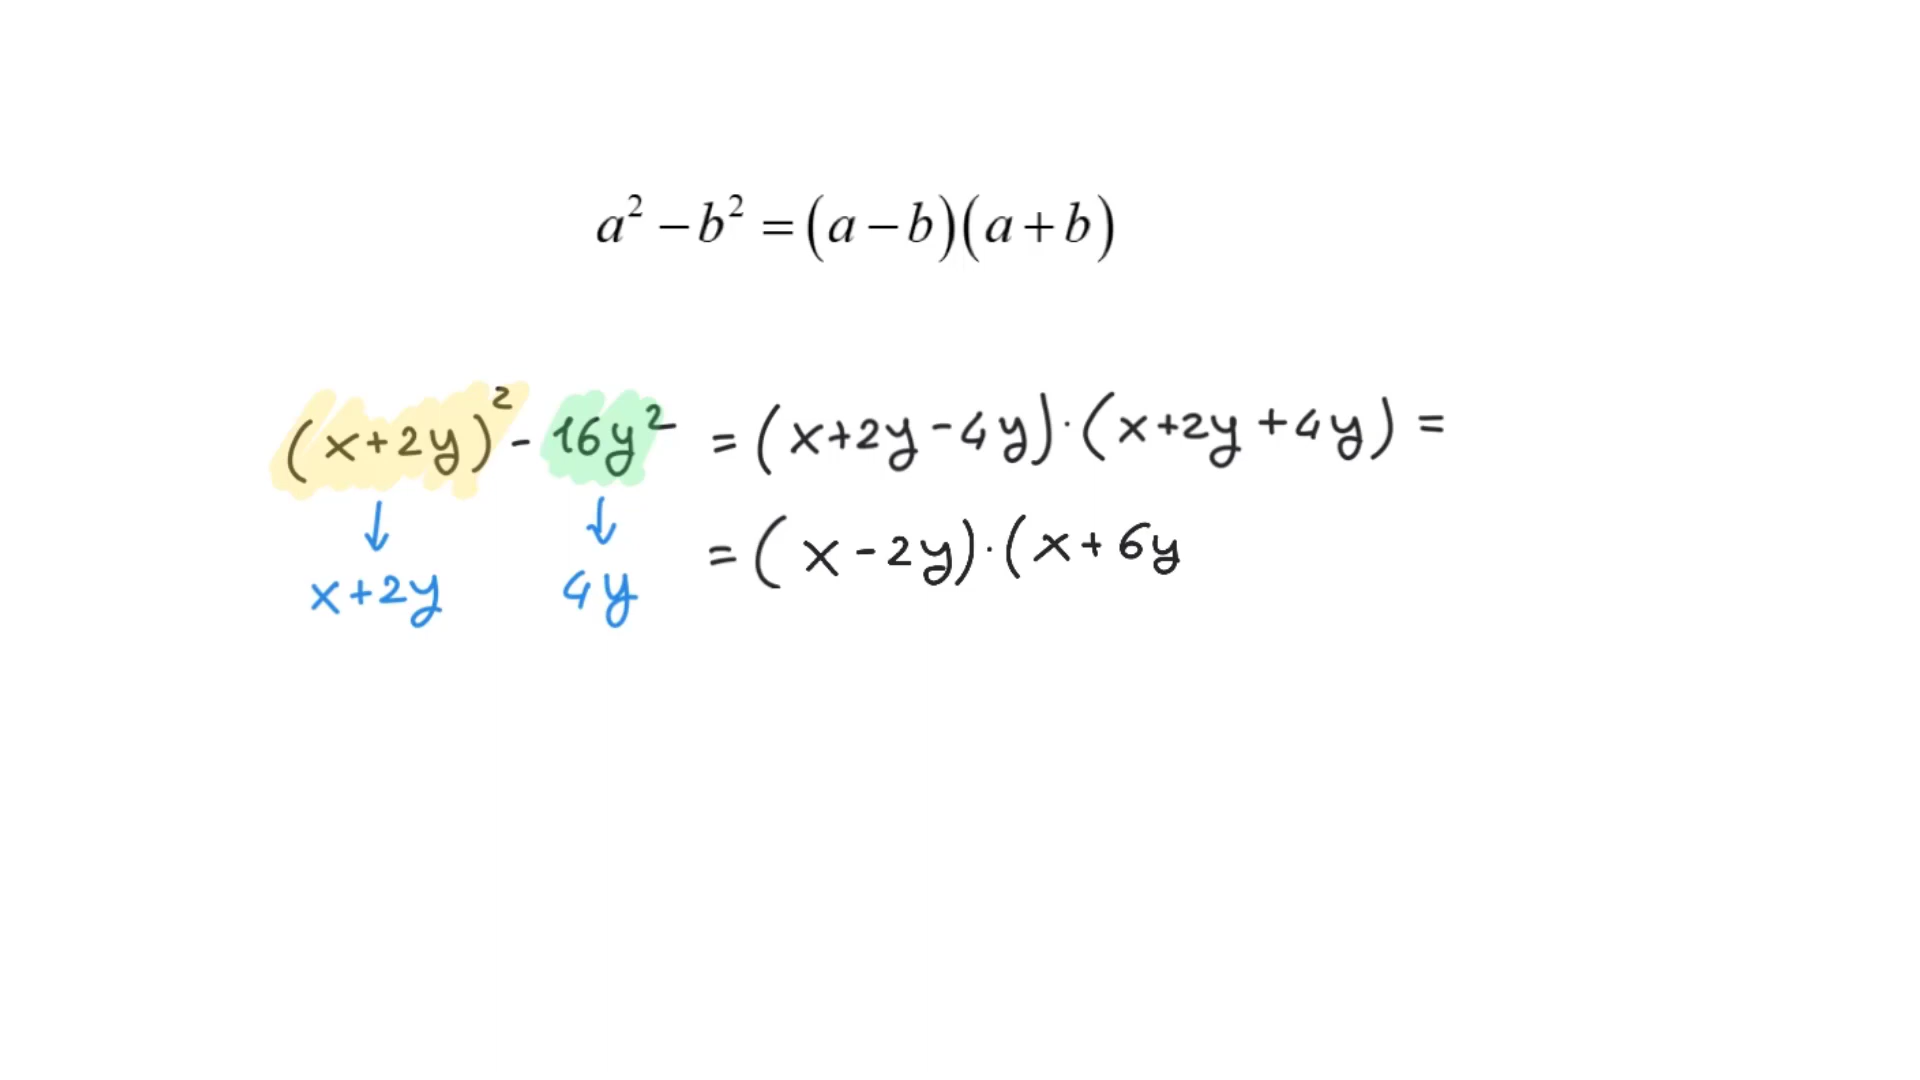 a² − b² = (a − b)(a + b)
(x+2y)² - 16y² = (x+2y-4y)·(x+2y+4y) =
↓ ↓ = (x-2y)·(x+6y
x+2y 4y